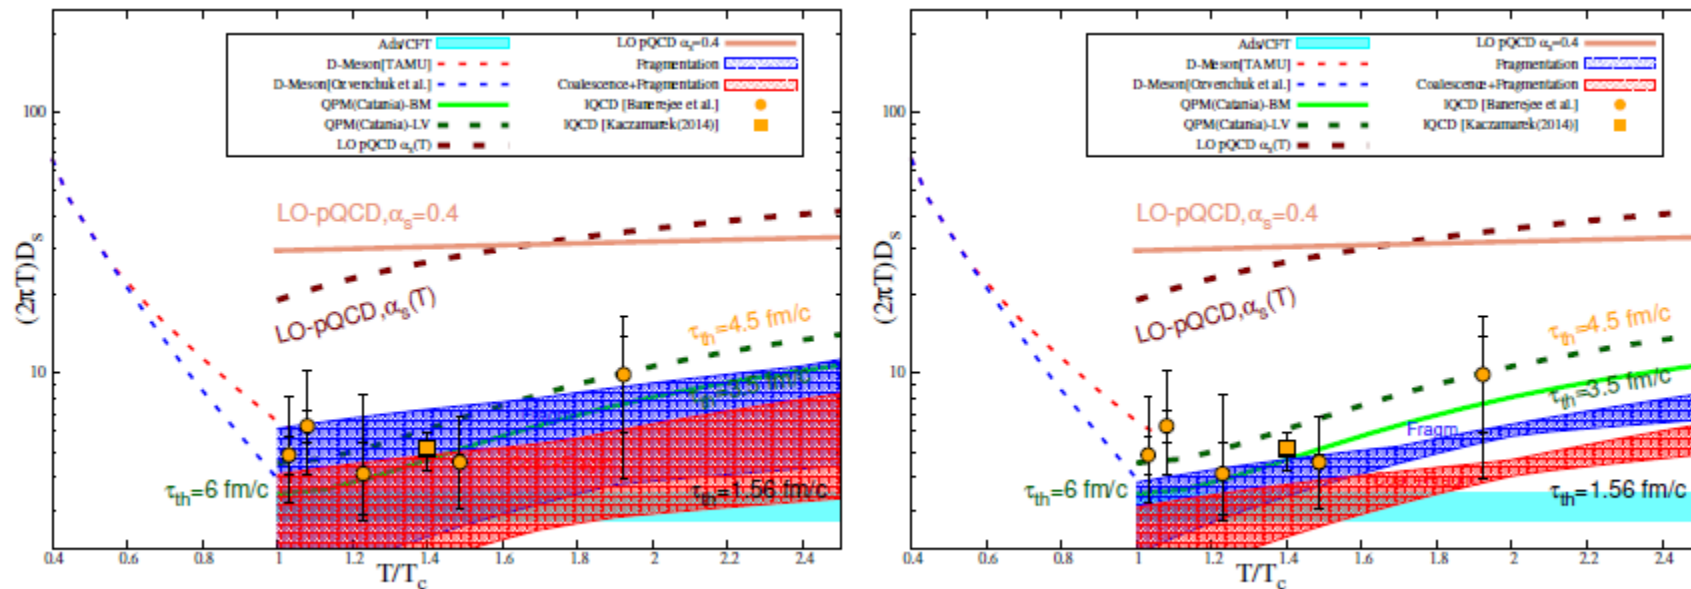 Ads/CFT
D-Meson[TAMU]
D-Meson[Ozvenchuk et al.]
QPM(Catania)-BM
QPM(Catania)-LV
LO pQCD αs(T)
LO pQCD αs=0.4
Fragmentation
Coalescence+Fragmentation
lQCD [Banerejee et al.]
lQCD [Kaczamarek(2014)]
100
10
(2πT)Ds
LO-pQCD,αs=0.4
LO-pQCD,αs(T)
τth=4.5 fm/c
τth=3.5 fm/c
τth=6 fm/c
τth=1.56 fm/c
0.4 0.6 0.8 1 1.2 1.4 1.6 1.8 2 2.2 2.4
T/Tc
Ads/CFT
D-Meson[TAMU]
D-Meson[Ozvenchuk et al.]
QPM(Catania)-BM
QPM(Catania)-LV
LO pQCD αs(T)
LO pQCD αs=0.4
Fragmentation
Coalescence+Fragmentation
lQCD [Banerejee et al.]
lQCD [Kaczamarek(2014)]
100
10
(2πT)Ds
LO-pQCD,αs=0.4
LO-pQCD,αs(T)
τth=4.5 fm/c
τth=3.5 fm/c
Fragm.
τth=6 fm/c
τth=1.56 fm/c
0.4 0.6 0.8 1 1.2 1.4 1.6 1.8 2 2.2 2.4
T/Tc